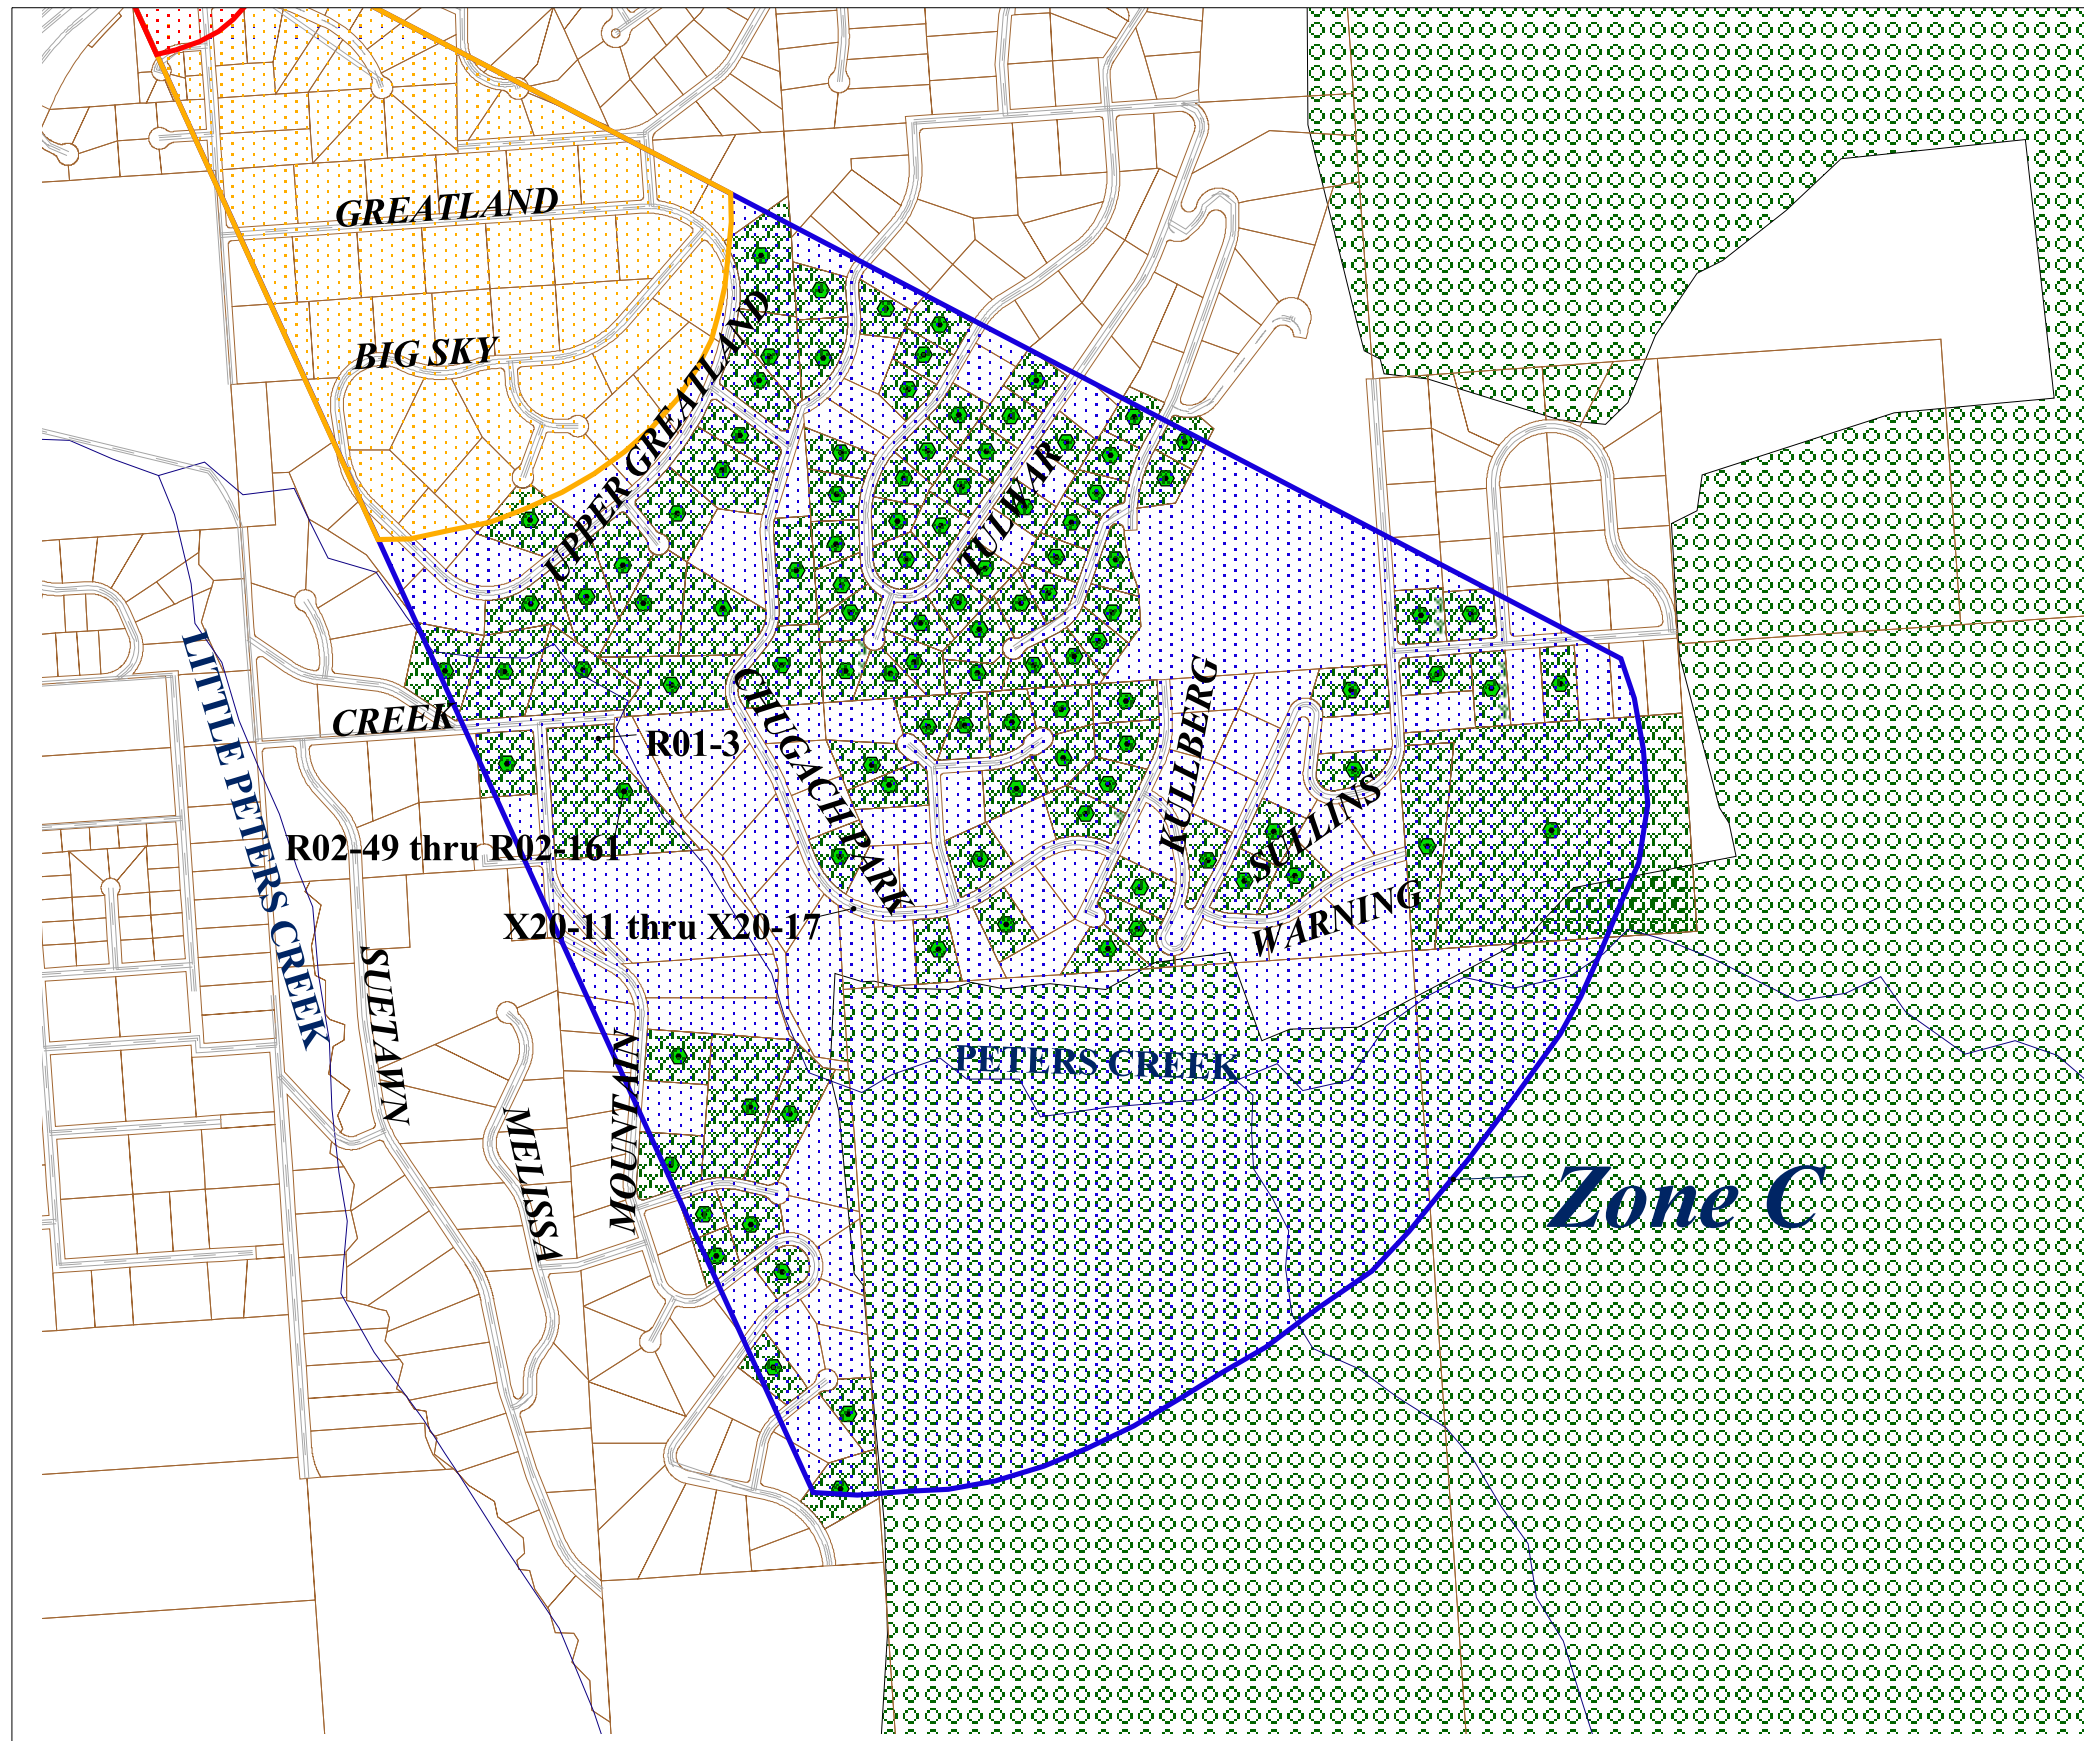 GREATLAND
BIG SKY
UPPER GREATLAND
TULWAR
LITTLE PETERS CREEK
CREEK
R01-3
CHUGACH PARK
KULLBERG
SULLINS
R02-49 thru R02-161
X20-11 thru X20-17
WARNING
SUETAWN
MELISSA
MOUNTAIN
PETERS CREEK
Zone C